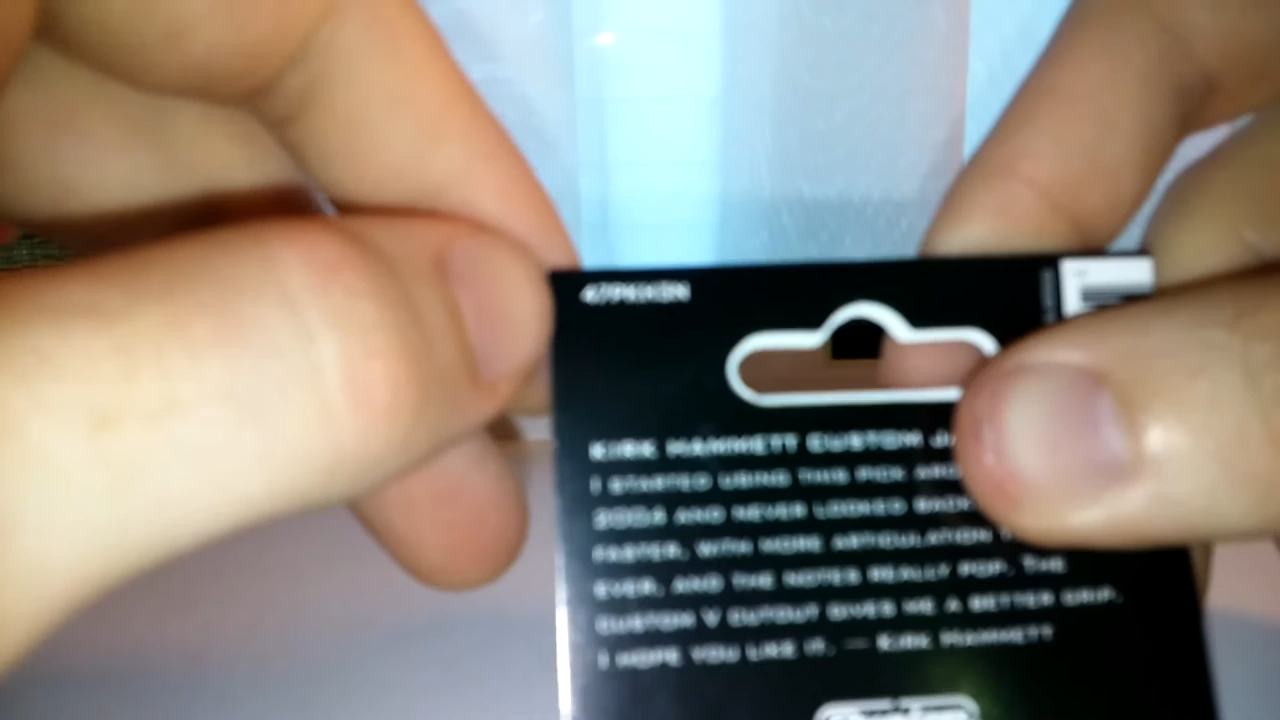 47PKH3N
KIRK HAMMETT CUSTOM
I STARTED USING THIS PICK
2004 AND NEVER LOOKED BACK
FASTER, WITH MORE ARTICULATION
EVER, AND THE NOTES REALLY POP. THE
CUSTOM V CUTOUT GIVES ME A BETTER GRIP.
I HOPE YOU LIKE IT. — KIRK HAMMETT